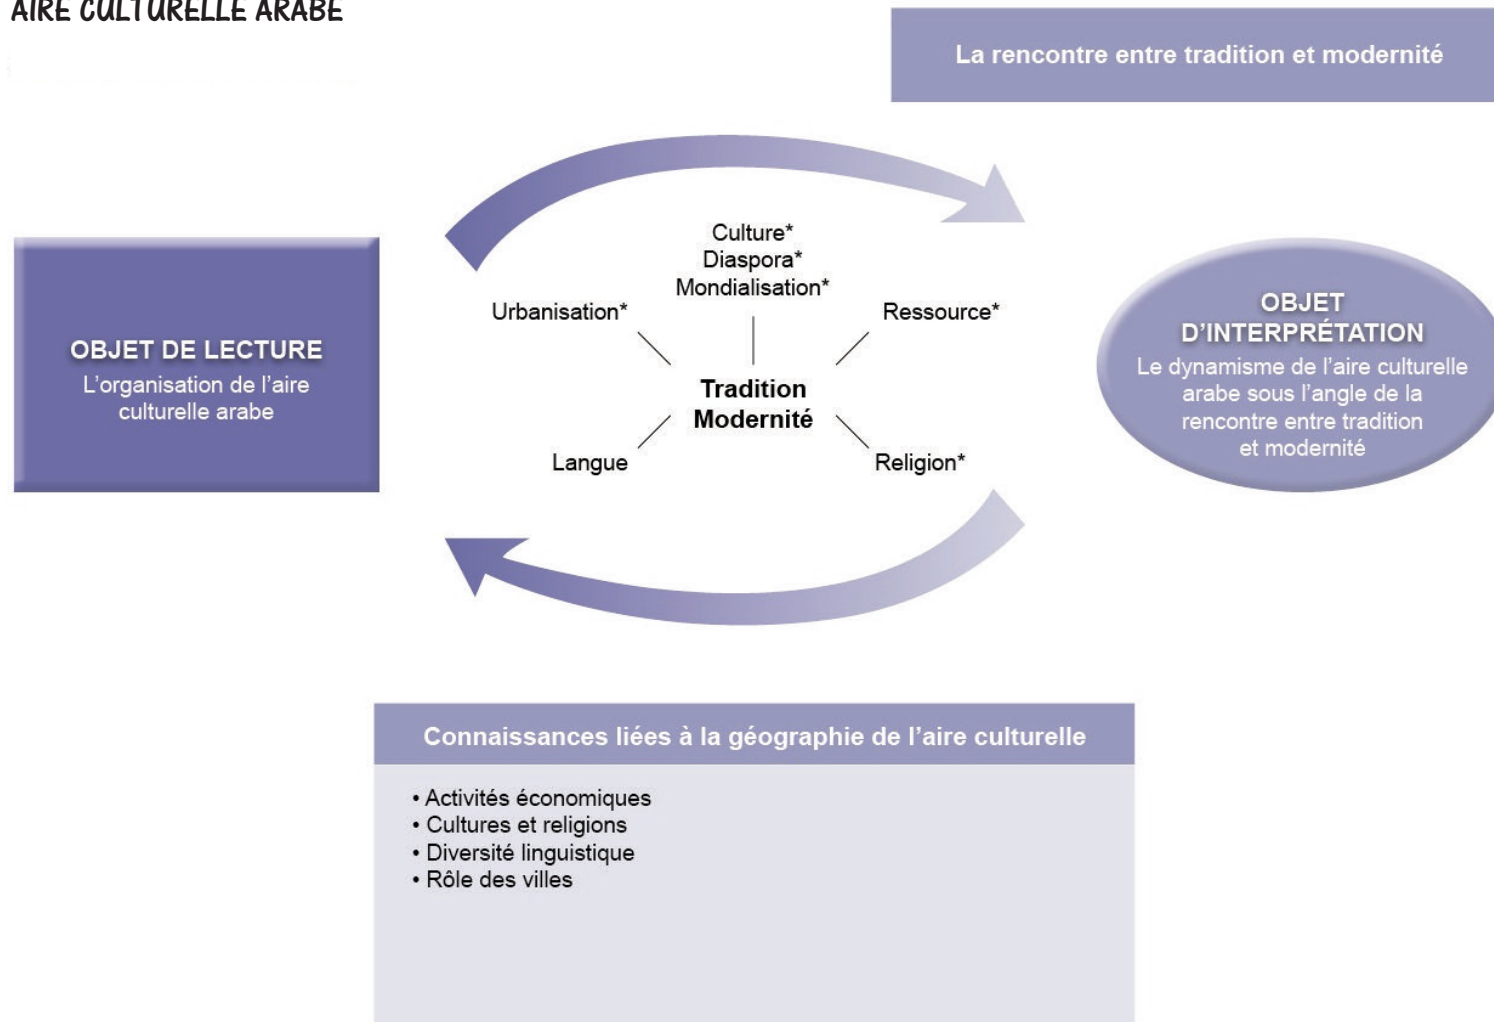 AIRE CULTURELLE ARABE
La rencontre entre tradition et modernité
Culture*
Diaspora*
Mondialisation*
Urbanisation*
Ressource*
Tradition
Modernité
Langue
Religion*
OBJET DE LECTURE
L’organisation de l’aire
culturelle arabe
OBJET
D’INTERPRÉTATION
Le dynamisme de l’aire culturelle
arabe sous l’angle de la
rencontre entre tradition
et modernité
Connaissances liées à la géographie de l’aire culturelle
• Activités économiques
• Cultures et religions
• Diversité linguistique
• Rôle des villes